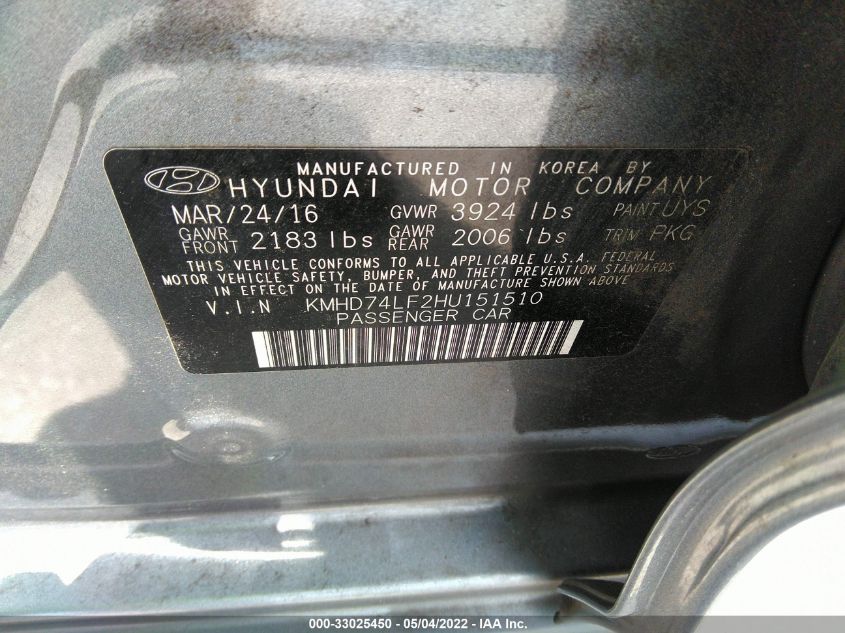 MANUFACTURED IN KOREA BY
HYUNDAI MOTOR COMPANY
MAR/24/16 GVWR 3924 lbs PAINT UYS
GAWR FRONT 2183 lbs GAWR REAR 2006 lbs TRIM PKG
THIS VEHICLE CONFORMS TO ALL APPLICABLE U.S.A. FEDERAL
MOTOR VEHICLE SAFETY, BUMPER, AND THEFT PREVENTION STANDARDS
IN EFFECT ON THE DATE OF MANUFACTURE SHOWN ABOVE
V.I.N KMHD74LF2HU151510
PASSENGER CAR
000-33025450 - 05/04/2022 - IAA Inc.